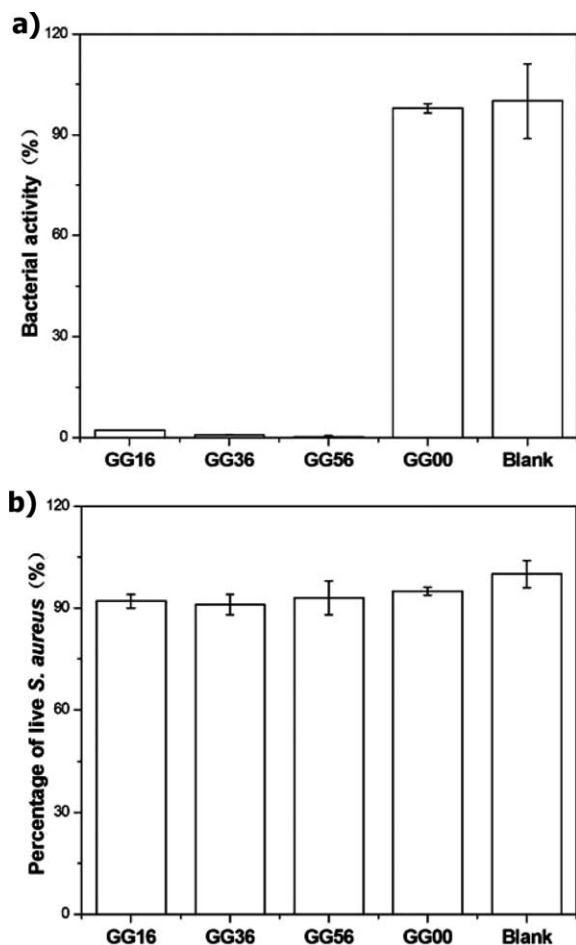 a)
120
90
60
30
0
Bacterial activity (%)
GG16 GG36 GG56 GG00 Blank
b)
120
90
60
30
0
Percentage of live S. aureus (%)
GG16 GG36 GG56 GG00 Blank